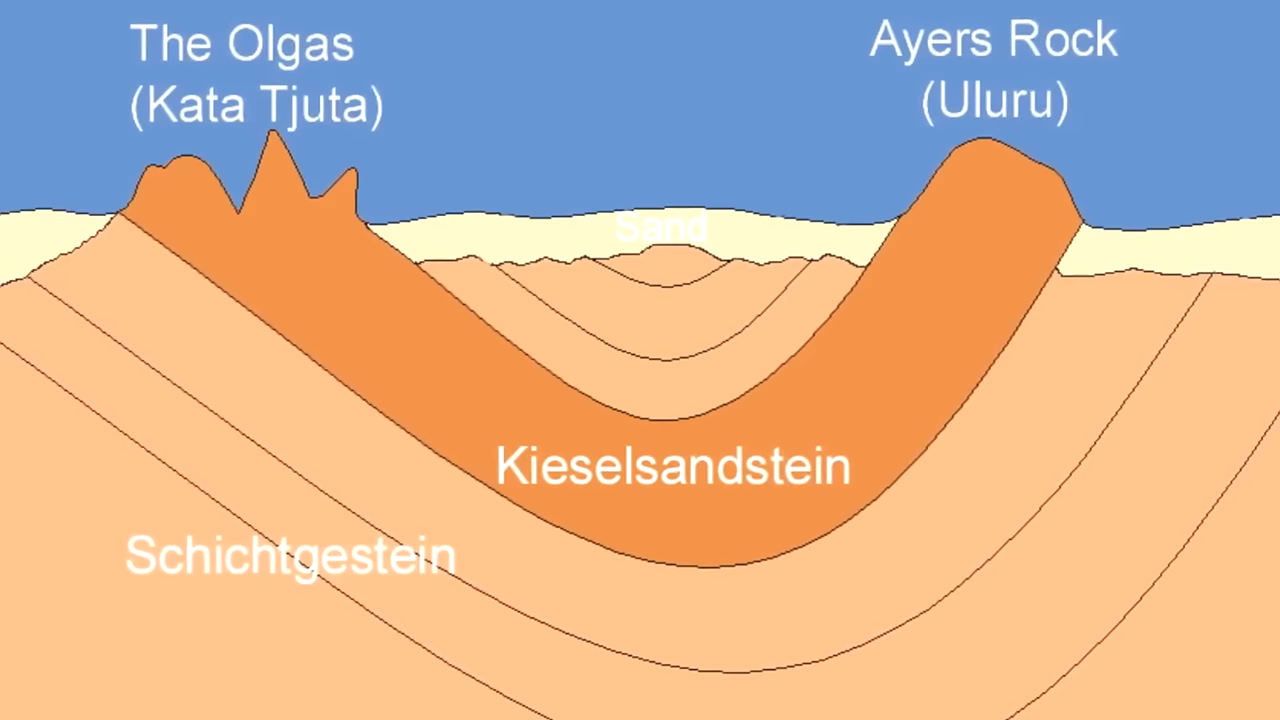 The Olgas
(Kata Tjuta)
Ayers Rock
(Uluru)
Sand
Kieselsandstein
Schichtgestein